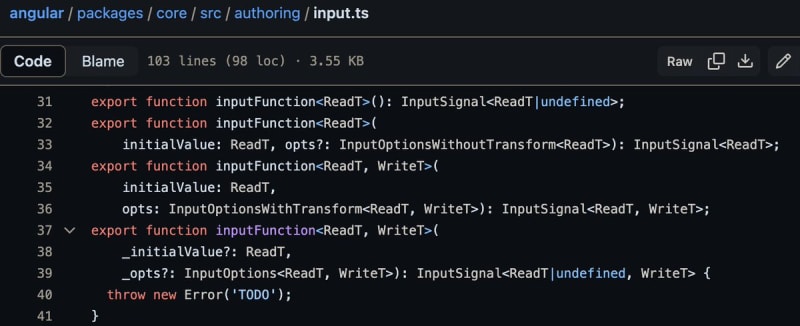 angular / packages / core / src / authoring / input.ts
Code Blame 103 lines (98 loc) · 3.55 KB Raw
31 export function inputFunction<ReadT>(): InputSignal<ReadT|undefined>;
32 export function inputFunction<ReadT>(
33 initialValue: ReadT, opts?: InputOptionsWithoutTransform<ReadT>): InputSignal<ReadT>;
34 export function inputFunction<ReadT, WriteT>(
35 initialValue: ReadT,
36 opts: InputOptionsWithTransform<ReadT, WriteT>): InputSignal<ReadT, WriteT>;
37 export function inputFunction<ReadT, WriteT>(
38 _initialValue?: ReadT,
39 _opts?: InputOptions<ReadT, WriteT>): InputSignal<ReadT|undefined, WriteT> {
40 throw new Error('TODO');
41 }